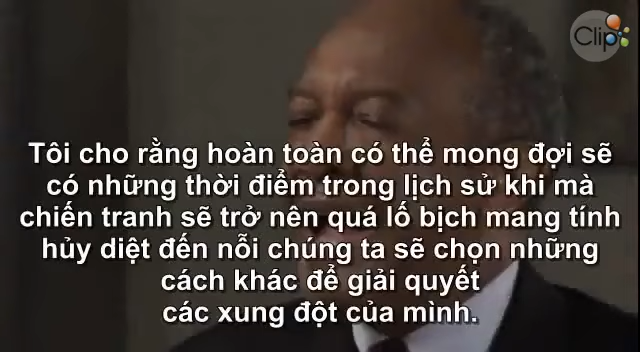 Clip
Tôi cho rằng hoàn toàn có thể mong đợi sẽ
có những thời điểm trong lịch sử khi mà
chiến tranh sẽ trở nên quá lố bịch mang tính
hủy diệt đến nỗi chúng ta sẽ chọn những
cách khác để giải quyết
các xung đột của mình.